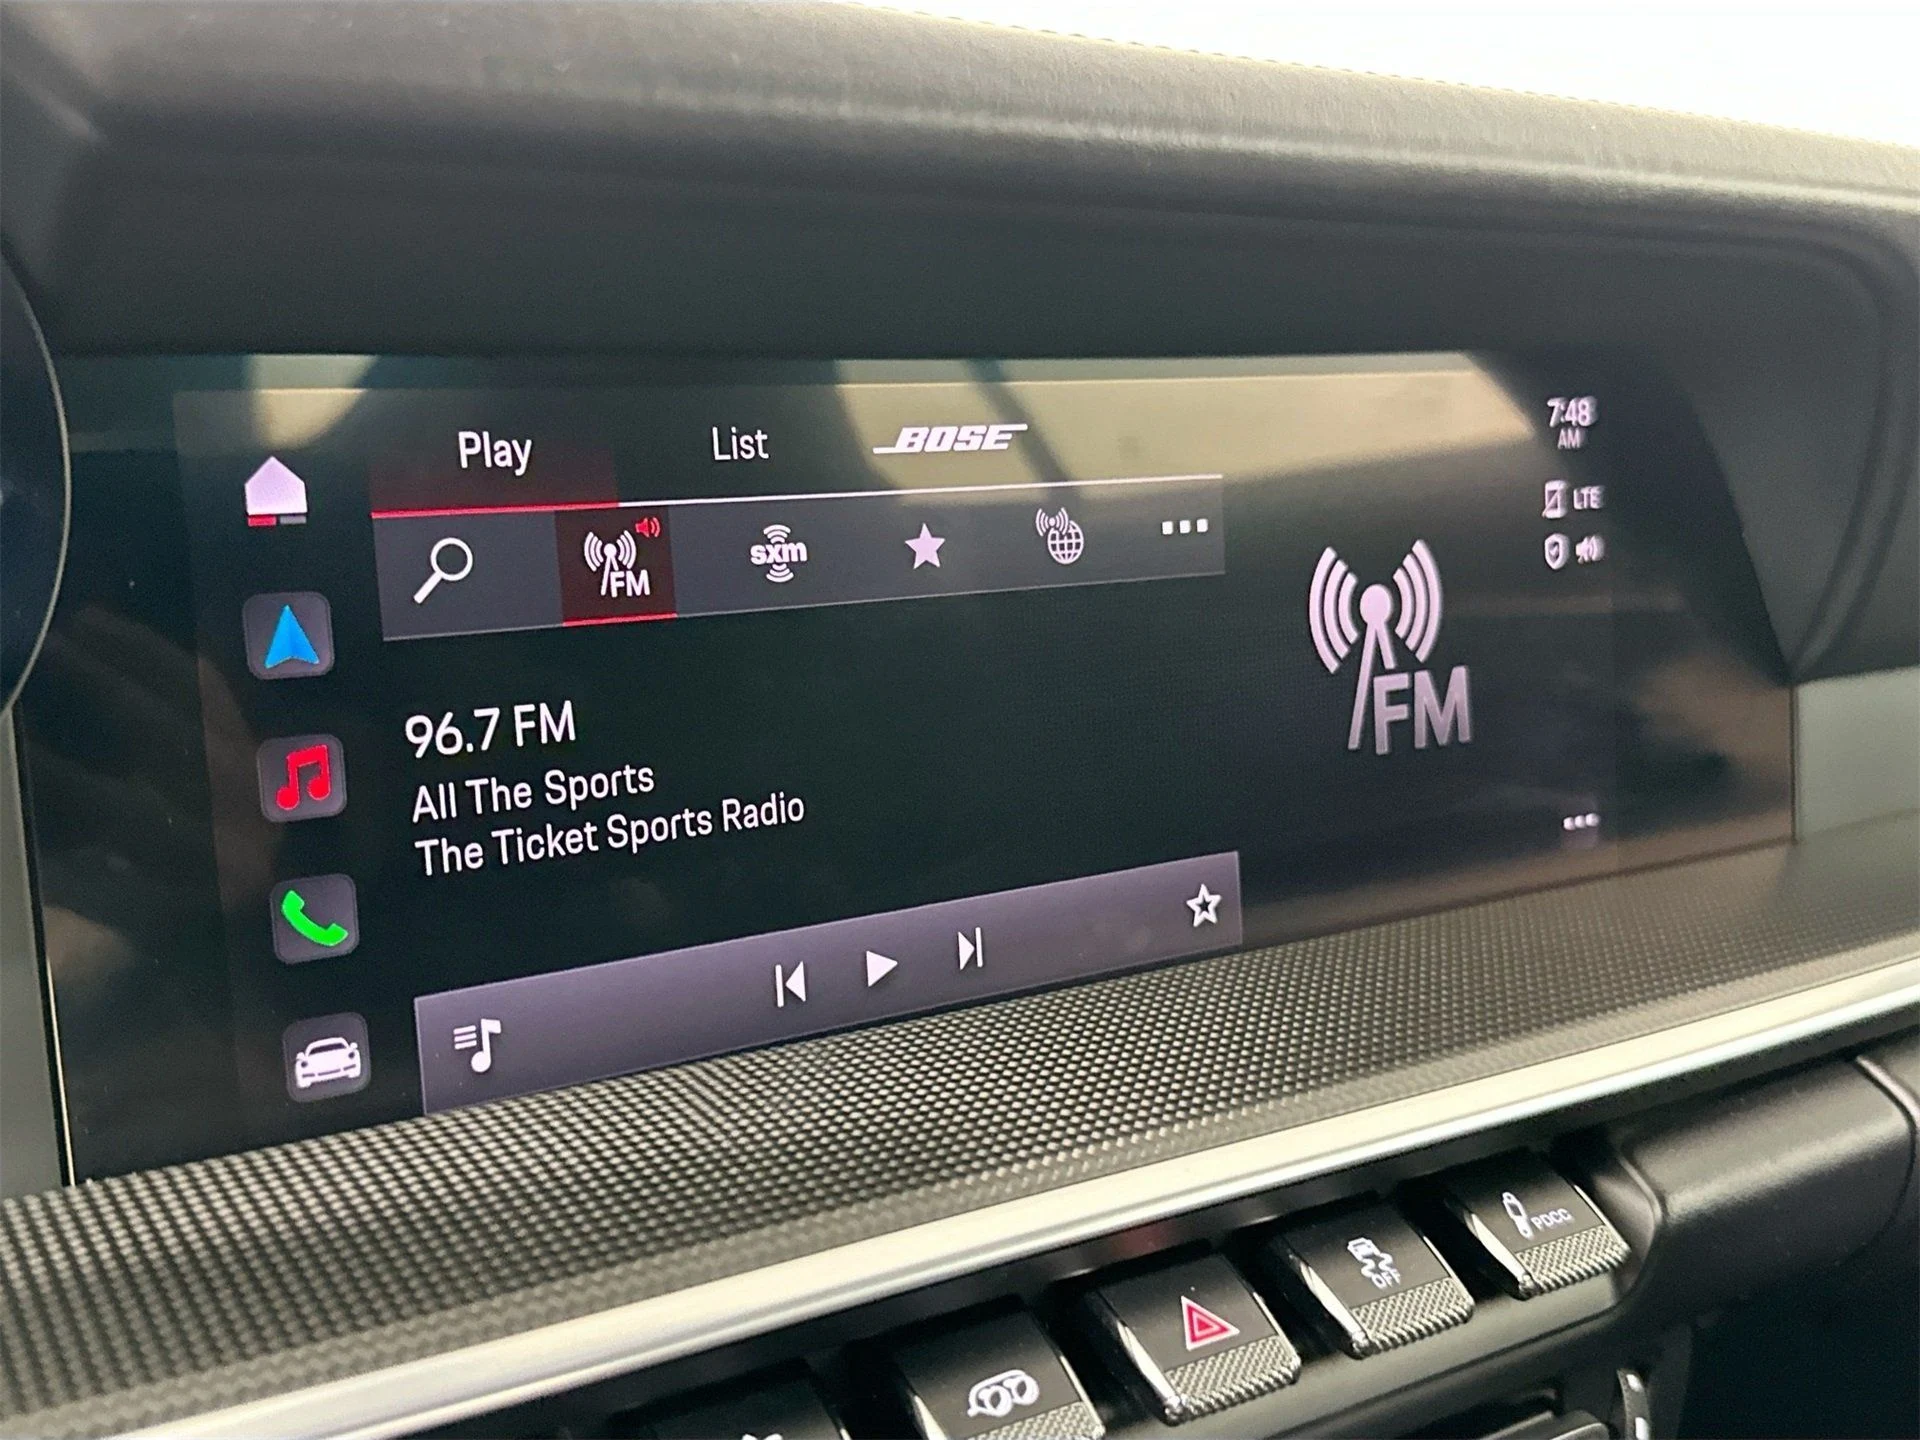 Play
List
BOSE
7:48
AM
LTE
FM
sxm
FM
96.7 FM
All The Sports
The Ticket Sports Radio
PDCC
OFF